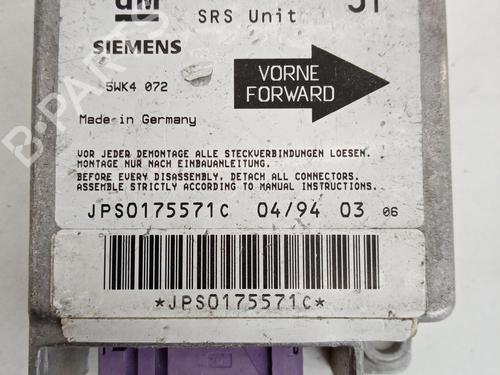 GM
SRS Unit
SIEMENS
5WK4 072
VORNE
FORWARD
Made in Germany
VOR JEDER DEMONTAGE ALLE STECKVERBINDUNGEN LOESEN.
MONTAGE NUR NACH EINBAUANLEITUNG.
BEFORE EVERY DISASSEMBLY, DETACH ALL CONNECTORS.
ASSEMBLE STRICTLY ACCORDING TO MANUAL INSTRUCTIONS.
JPS0175571C 04/94 03 06
*JPS0175571C*
B-PARTS